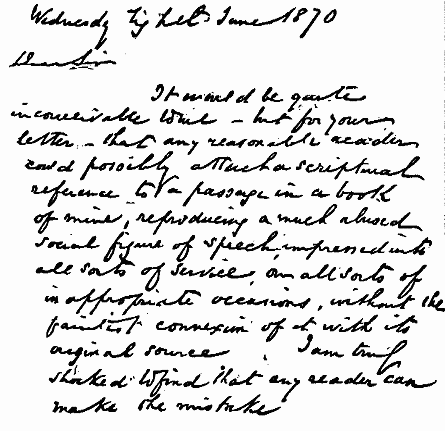 Wednesday Eighth June 1870
Dear Sir
It would be quite
inconceivable to me - but for your
letter - that any reasonable reader
could possibly attach a scriptural
reference to a passage in a book
of mine, reproducing a much abused
social figure of speech, impressed into
all sorts of service, on all sorts of
inappropriate occasions, without the
faintest connexion of it with its
original source. I am truly
shocked to find that any reader can
make the mistake